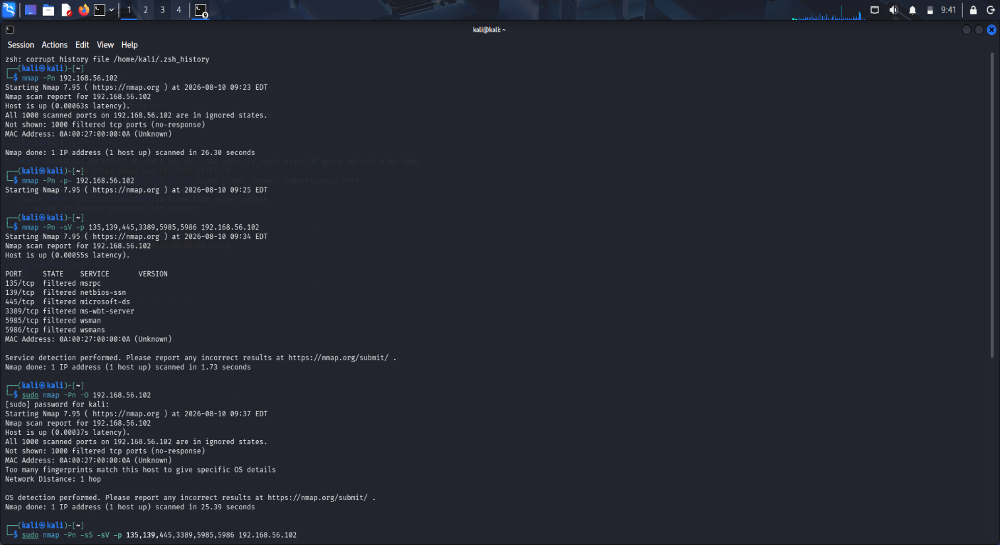 1 2 3 4 9 9:41
kali@kali: ~
Session Actions Edit View Help
zsh: corrupt history file /home/kali/.zsh_history
┌──(kali㉿kali)-[~]
└─$ nmap -Pn 192.168.56.102
Starting Nmap 7.95 ( https://nmap.org ) at 2026-08-10 09:23 EDT
Nmap scan report for 192.168.56.102
Host is up (0.00063s latency).
All 1000 scanned ports on 192.168.56.102 are in ignored states.
Not shown: 1000 filtered tcp ports (no-response)
MAC Address: 0A:00:27:00:00:0A (Unknown)
Nmap done: 1 IP address (1 host up) scanned in 26.30 seconds
┌──(kali㉿kali)-[~]
└─$ nmap -Pn -p- 192.168.56.102
Starting Nmap 7.95 ( https://nmap.org ) at 2026-08-10 09:25 EDT
┌──(kali㉿kali)-[~]
└─$ nmap -Pn -sV -p 135,139,445,3389,5985,5986 192.168.56.102
Starting Nmap 7.95 ( https://nmap.org ) at 2026-08-10 09:34 EDT
Nmap scan report for 192.168.56.102
Host is up (0.00055s latency).
PORT STATE SERVICE VERSION
135/tcp filtered msrpc
139/tcp filtered netbios-ssn
445/tcp filtered microsoft-ds
3389/tcp filtered ms-wbt-server
5985/tcp filtered wsman
5986/tcp filtered wsmans
MAC Address: 0A:00:27:00:00:0A (Unknown)
Service detection performed. Please report any incorrect results at https://nmap.org/submit/ .
Nmap done: 1 IP address (1 host up) scanned in 1.73 seconds
┌──(kali㉿kali)-[~]
└─$ sudo nmap -Pn -O 192.168.56.102
[sudo] password for kali:
Starting Nmap 7.95 ( https://nmap.org ) at 2026-08-10 09:37 EDT
Nmap scan report for 192.168.56.102
Host is up (0.00037s latency).
All 1000 scanned ports on 192.168.56.102 are in ignored states.
Not shown: 1000 filtered tcp ports (no-response)
MAC Address: 0A:00:27:00:00:0A (Unknown)
Too many fingerprints match this host to give specific OS details
Network Distance: 1 hop
OS detection performed. Please report any incorrect results at https://nmap.org/submit/ .
Nmap done: 1 IP address (1 host up) scanned in 25.39 seconds
┌──(kali㉿kali)-[~]
└─$ sudo nmap -Pn -sS -sV -p 135,139,445,3389,5985,5986 192.168.56.102